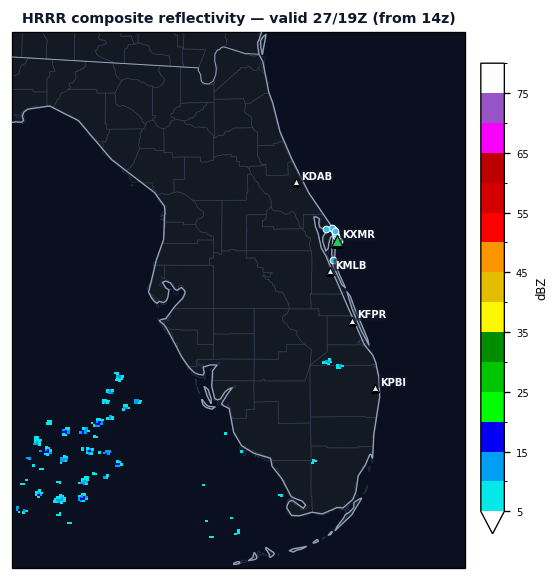 HRRR composite reflectivity — valid 27/19Z (from 14z)
KDAB
KXMR
KMLB
KFPR
KPBI
75
65
55
45
35
25
15
5
dBZ